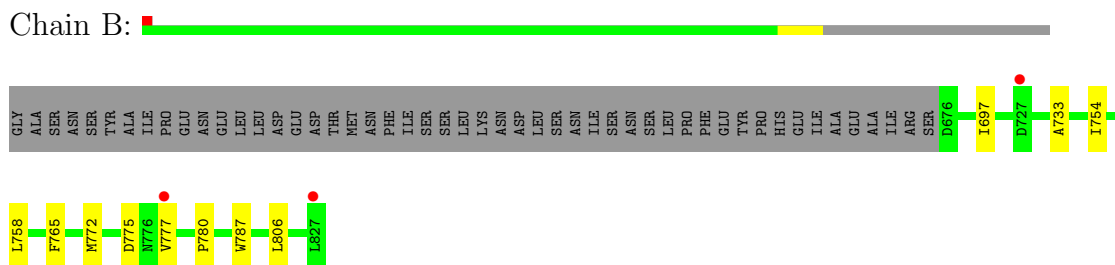 Chain B:
GLY ALA SER ASN SER TYR ALA ILE PRO GLU ASN GLU LEU LEU ASP GLU ASP THR MET ASN PHE ILE SER SER LEU LYS ASN ASP LEU SER ASN ILE SER ASN SER LEU PRO PHE GLU TYR PRO HIS GLU ILE ALA GLU ALA ILE ARG SER D676 I697 D727 A733 I754
L758 F765 M772 D775 N776 V777 P780 W787 L806 L827